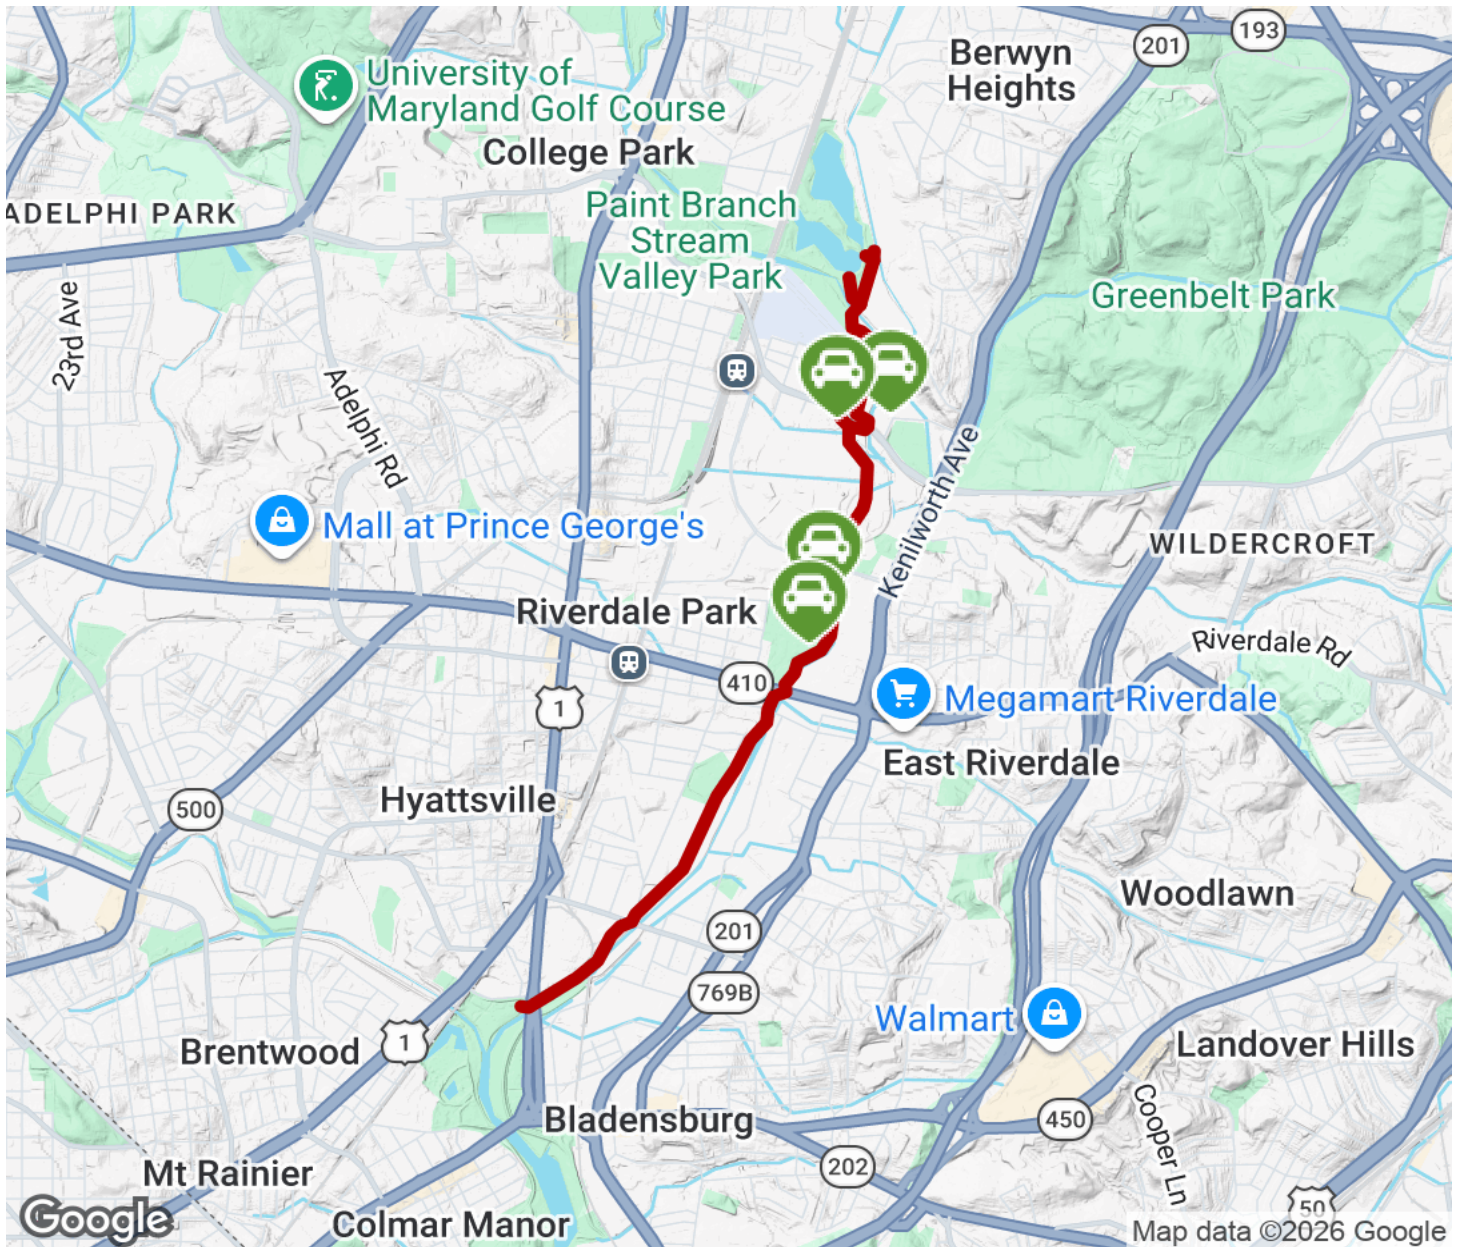 201
193
Berwyn
Heights
University of
Maryland Golf Course
College Park
ADELPHI PARK
Paint Branch
Stream
Valley Park
Greenbelt Park
23rd Ave
Adelphi Rd
Kenilworth Ave
Mall at Prince George's
WILDERCROFT
Riverdale Park
Riverdale Rd
410
1
Megamart Riverdale
East Riverdale
Hyattsville
500
Woodlawn
201
769B
Walmart
Brentwood
1
Landover Hills
Bladensburg
450
Cooper Ln
202
Mt Rainier
50
Colmar Manor
Google
Map data ©2026 Google